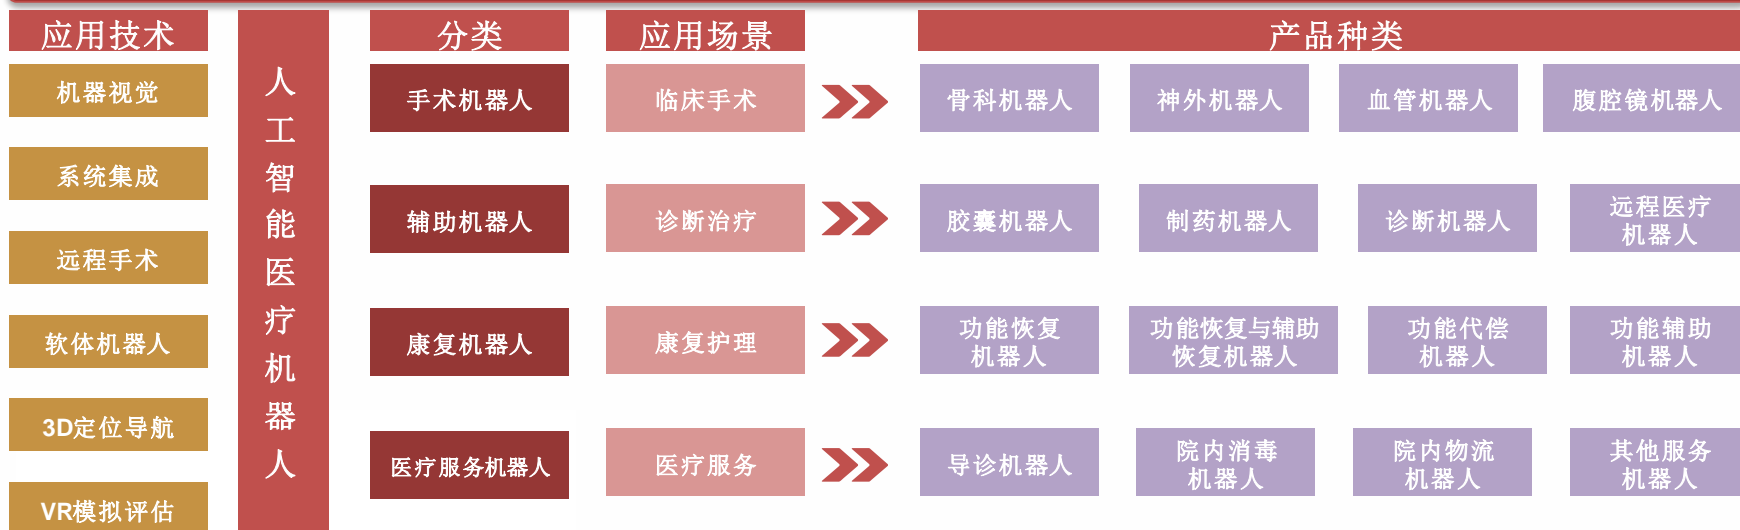 应用技术
分类
应用场景
产品种类
机器视觉
系统集成
远程手术
软体机器人
3D定位导航
VR模拟评估
人工智能医疗机器人
手术机器人
临床手术
骨科机器人
神外机器人
血管机器人
腹腔镜机器人
辅助机器人
诊断治疗
胶囊机器人
制药机器人
诊断机器人
远程医疗
机器人
康复机器人
康复护理
功能恢复
机器人
功能恢复与辅助
恢复机器人
功能代偿
机器人
功能辅助
机器人
医疗服务机器人
医疗服务
导诊机器人
院内消毒
机器人
院内物流
机器人
其他服务
机器人